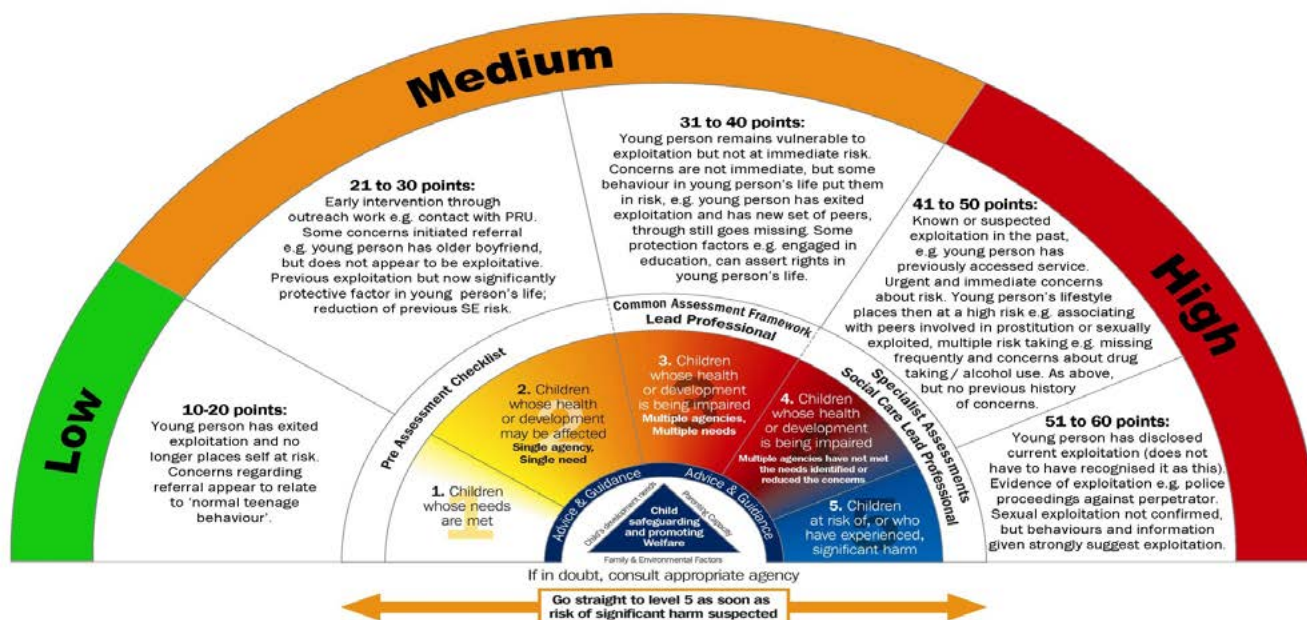 Low
Medium
High
10-20 points:
Young person has exited
exploitation and no
longer places self at risk.
Concerns regarding
referral appear to relate
to ‘normal teenage
behaviour’.
21 to 30 points:
Early intervention through
outreach work e.g. contact with PRU.
Some concerns initiated referral
e.g. young person has older boyfriend,
but does not appear to be exploitative.
Previous exploitation but now significantly
protective factor in young person’s life;
reduction of previous SE risk.
31 to 40 points:
Young person remains vulnerable to
exploitation but not at immediate risk.
Concerns are not immediate, but some
behaviour in young person’s life put them
in risk, e.g. young person has exited
exploitation and has new set of peers,
through still goes missing. Some
protection factors e.g. engaged in
education, can assert rights in
young person’s life.
41 to 50 points:
Known or suspected
exploitation in the past,
e.g. young person has
previously accessed service.
Urgent and immediate concerns
about risk. Young person’s lifestyle
places then at a high risk e.g. associating
with peers involved in prostitution or sexually
exploited, multiple risk taking e.g. missing
frequently and concerns about drug
taking / alcohol use. As above,
but no previous history
of concerns.
51 to 60 points:
Young person has disclosed
current exploitation (does not
have to have recognised it as this).
Evidence of exploitation e.g. police
proceedings against perpetrator.
Sexual exploitation not confirmed,
but behaviours and information
given strongly suggest exploitation.
Pre Assessment Checklist
Common Assessment Framework
Lead Professional
Specialist Assessments
Social Care Lead Professional
1
1. Children
whose needs
are met
2
2. Children
whose health
or development
may be affected
Single agency,
Single need
3
3. Children
whose health
or development
is being impaired
Multiple agencies,
Multiple needs
4
4. Children
whose health
or development
is being impaired
Multiple agencies have not met
the needs identified or
reduced the concerns
5
5. Children
at risk of, or who
have experienced,
significant harm
Advice & Guidance
Advice & Guidance
Child's development needs
Parenting Capacity
Child
safeguarding
and promoting
Welfare
Family & Environmental Factors
If in doubt, consult appropriate agency
Go straight to level 5 as soon as
risk of significant harm suspected